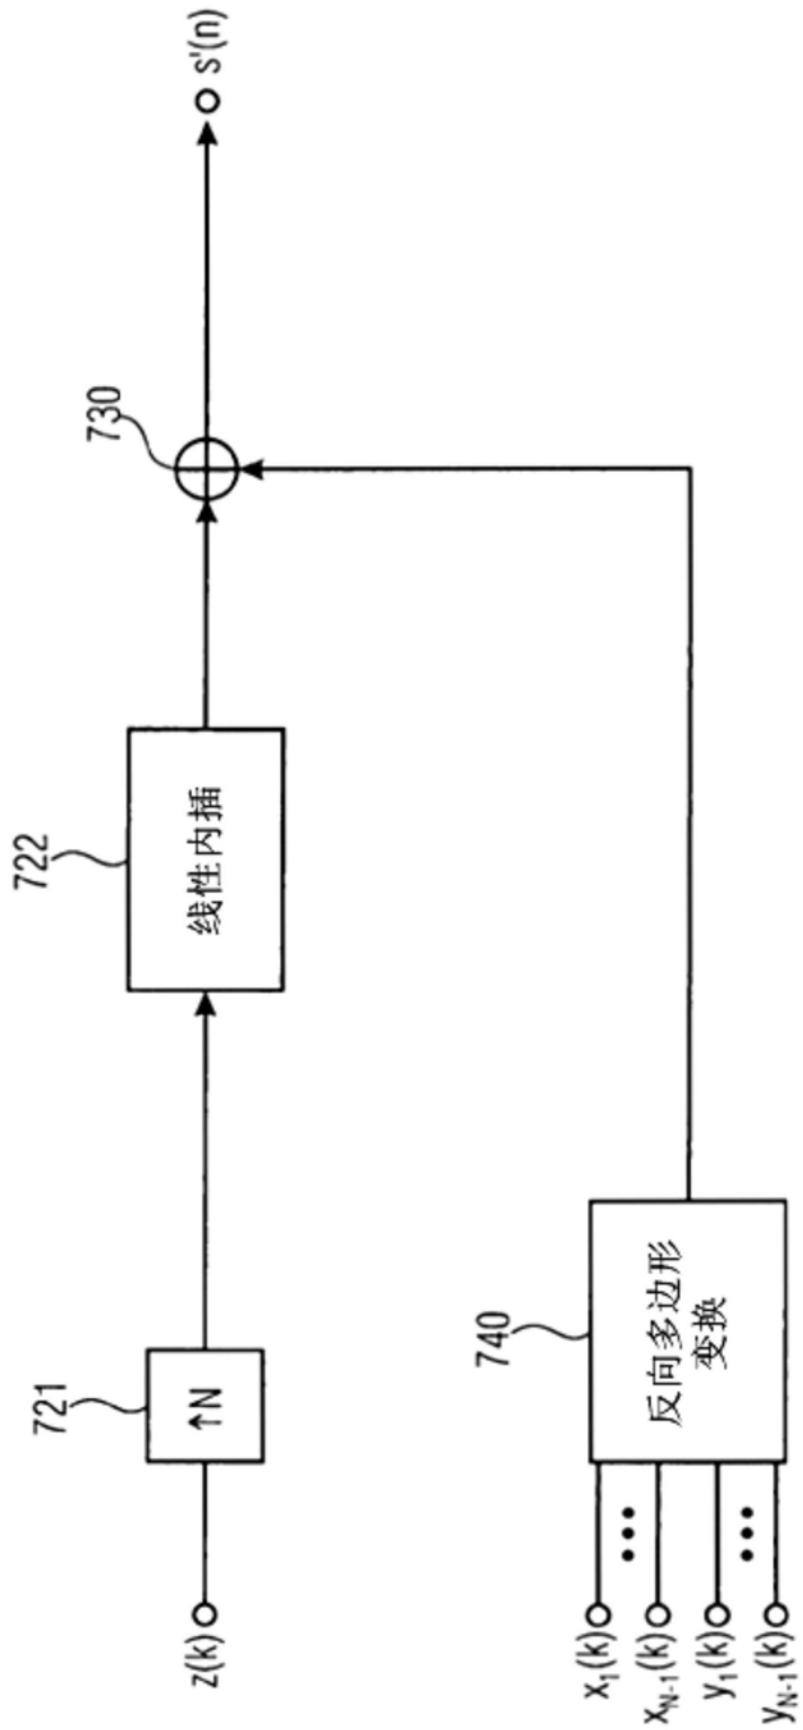 z(k)
721
↑N
722
线性内插
730
s'(n)
x₁(k)
xN-1(k)
y₁(k)
yN-1(k)
740
反向多边形
变换